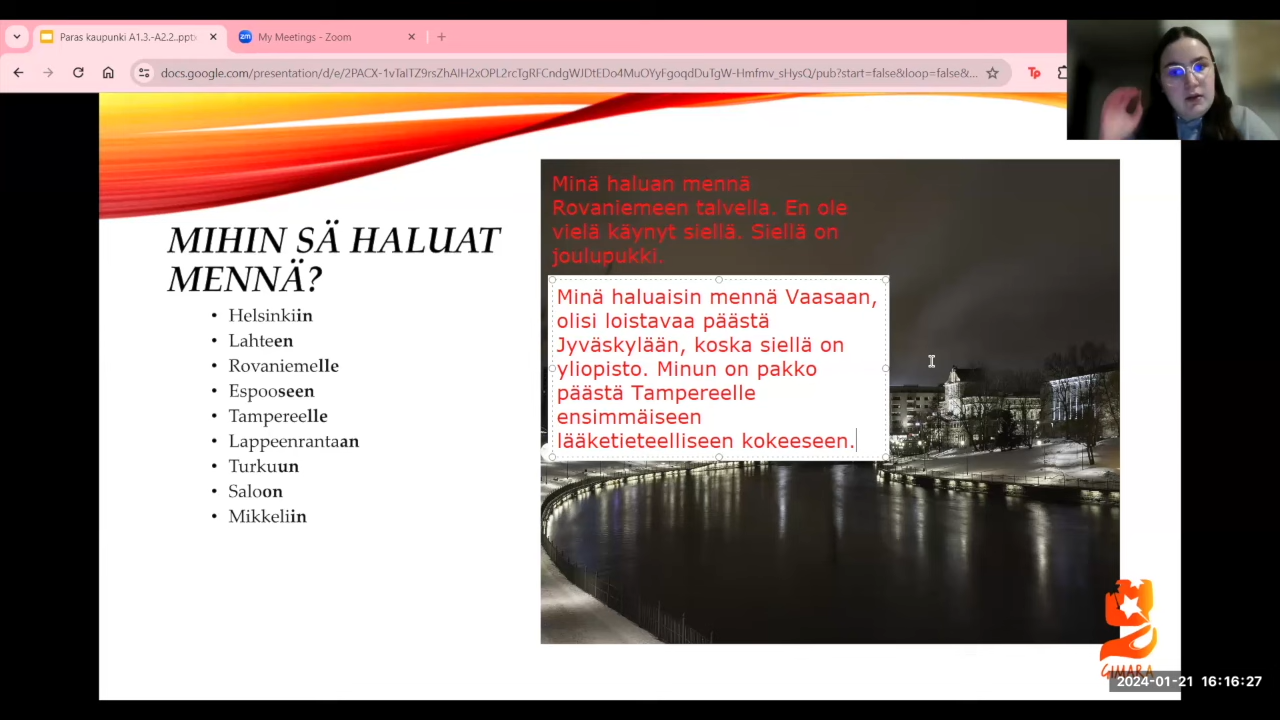 Paras kaupunki A1.3.-A2.2..pptx
My Meetings - Zoom
docs.google.com/presentation/d/e/2PACX-1vTalTZ9rsZhAlH2xOPL2rcTgRFCndgWJDtEDo4MuOYyFgoqdDuTgW-Hmfmv_sHysQ/pub?start=false&loop=false&...
Tp
MIHIN SÄ HALUAT
MENNÄ?
• Helsinkiin
• Lahteen
• Rovaniemelle
• Espooseen
• Tampereelle
• Lappeenrantaan
• Turkuun
• Saloon
• Mikkeliin
Minä haluan mennä
Rovaniemeen talvella. En ole
vielä käynyt siellä. Siellä on
joulupukki.
Minä haluaisin mennä Vaasaan,
olisi loistavaa päästä
Jyväskylään, koska siellä on
yliopisto. Minun on pakko
päästä Tampereelle
ensimmäiseen
lääketieteelliseen kokeeseen.
GIMARA
2024-01-21 16:16:27